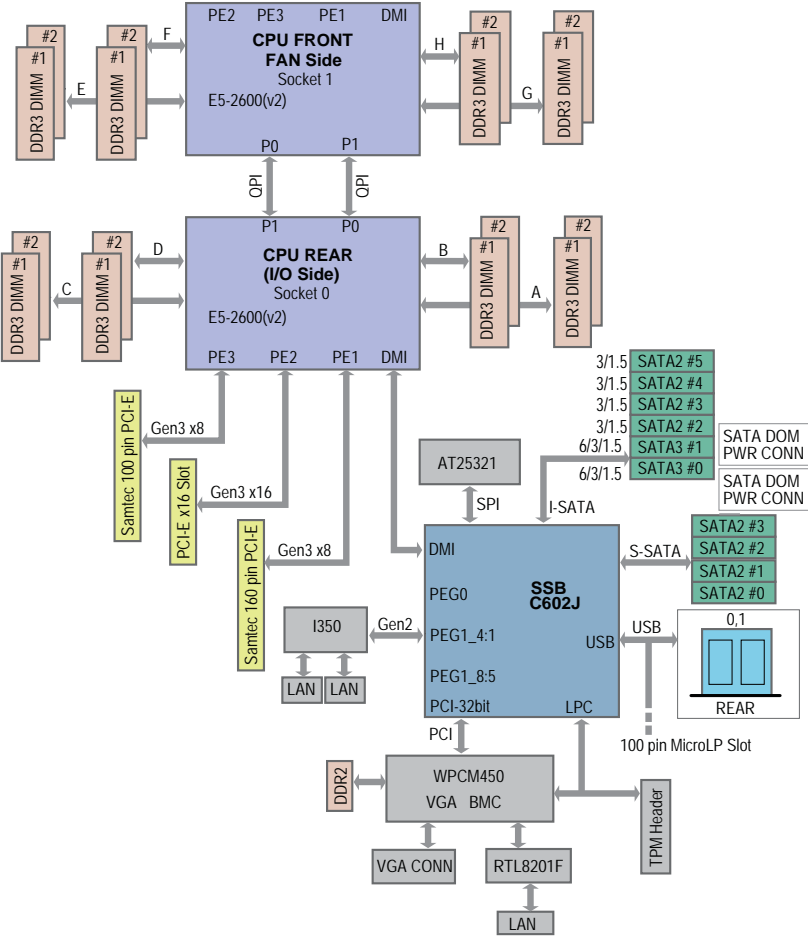 PE2 PE3 PE1 DMI
CPU FRONT
FAN Side
Socket 1
E5-2600(v2)
P0 P1
#2
#1
DDR3 DIMM
#2
#1
DDR3 DIMM
F
E
H
G
#2
#1
DDR3 DIMM
#2
#1
DDR3 DIMM
QPI
QPI
P1 P0
CPU REAR
(I/O Side)
Socket 0
E5-2600(v2)
PE3 PE2 PE1 DMI
#2
#1
DDR3 DIMM
#2
#1
DDR3 DIMM
D
C
B
A
#2
#1
DDR3 DIMM
#2
#1
DDR3 DIMM
Samtec 100 pin PCI-E
Gen3 x8
PCI-E x16 Slot
Gen3 x16
Samtec 160 pin PCI-E
Gen3 x8
3/1.5 SATA2 #5
3/1.5 SATA2 #4
3/1.5 SATA2 #3
3/1.5 SATA2 #2
6/3/1.5 SATA3 #1
6/3/1.5 SATA3 #0
SATA DOM
PWR CONN
SATA DOM
PWR CONN
AT25321
SPI
I-SATA
S-SATA
SATA2 #3
SATA2 #2
SATA2 #1
SATA2 #0
DMI
SSB
C602J
PEG0
PEG1_4:1
PEG1_8:5
PCI-32bit
LPC
USB
I350
Gen2
LAN
LAN
USB
0,1
REAR
100 pin MicroLP Slot
PCI
DDR2
WPCM450
VGA BMC
TPM Header
VGA CONN
RTL8201F
LAN